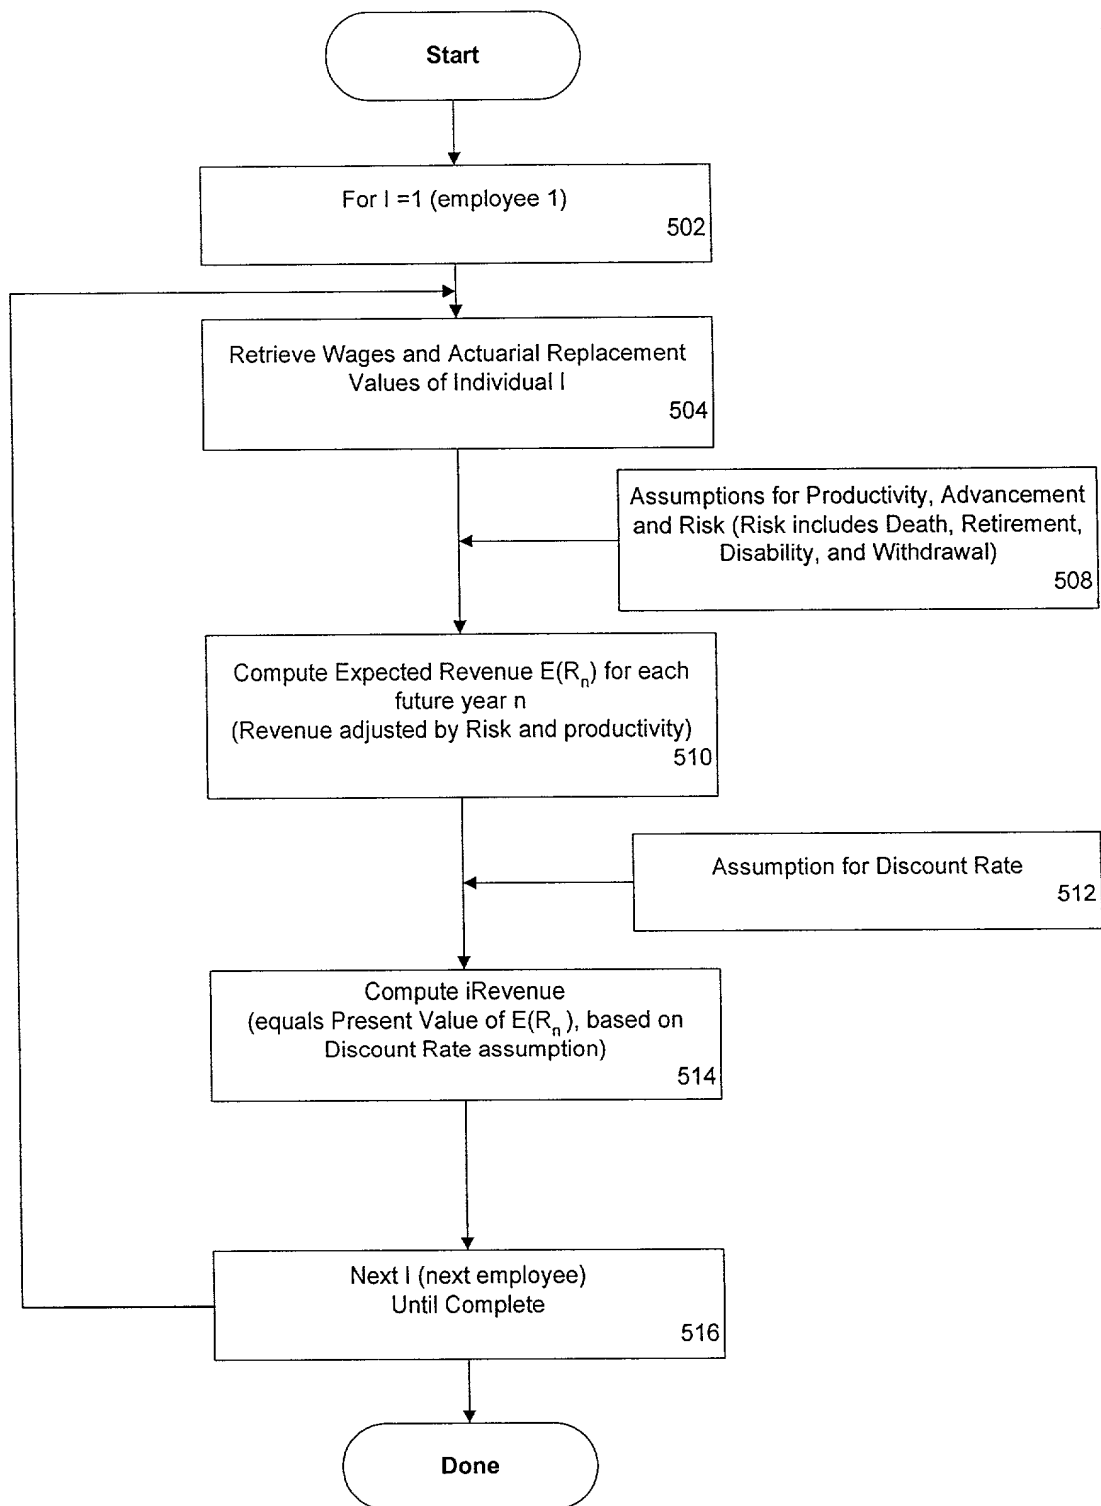 Start
For I =1 (employee 1)
502
Retrieve Wages and Actuarial Replacement
Values of Individual I
504
Assumptions for Productivity, Advancement
and Risk (Risk includes Death, Retirement,
Disability, and Withdrawal)
508
Compute Expected Revenue E(Rn) for each
future year n
(Revenue adjusted by Risk and productivity)
510
Assumption for Discount Rate
512
Compute iRevenue
(equals Present Value of E(Rn ), based on
Discount Rate assumption)
514
Next I (next employee)
Until Complete
516
Done